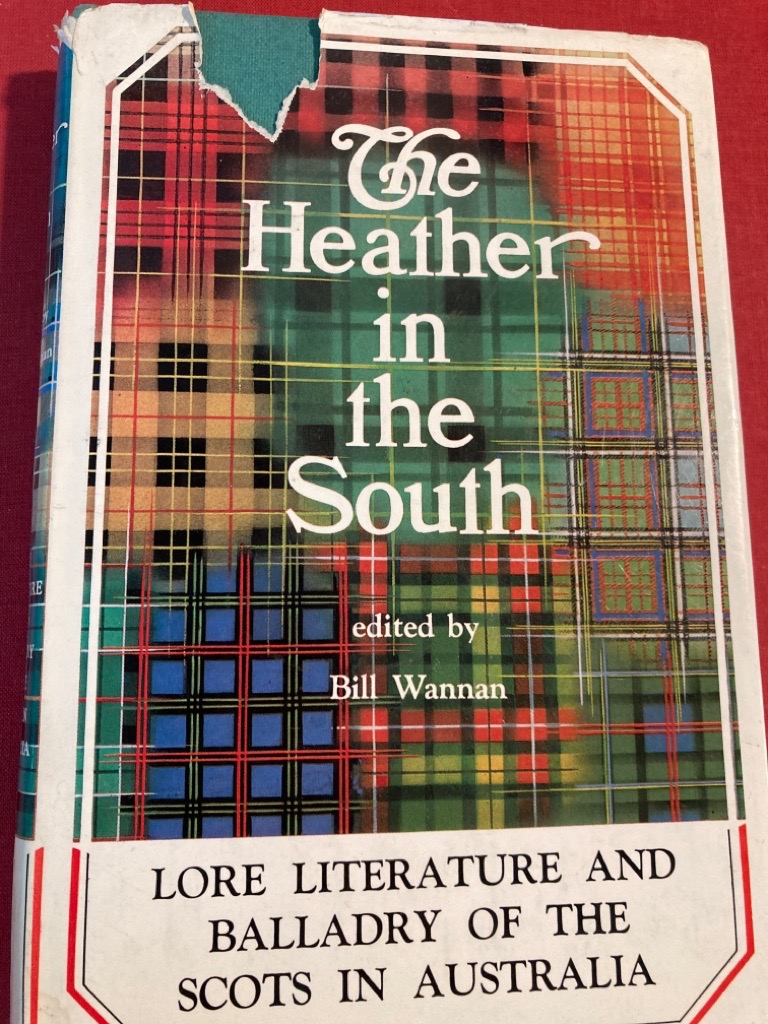 The
Heather
in
the
South
edited by
Bill Wannan
LORE LITERATURE AND
BALLADRY OF THE
SCOTS IN AUSTRALIA